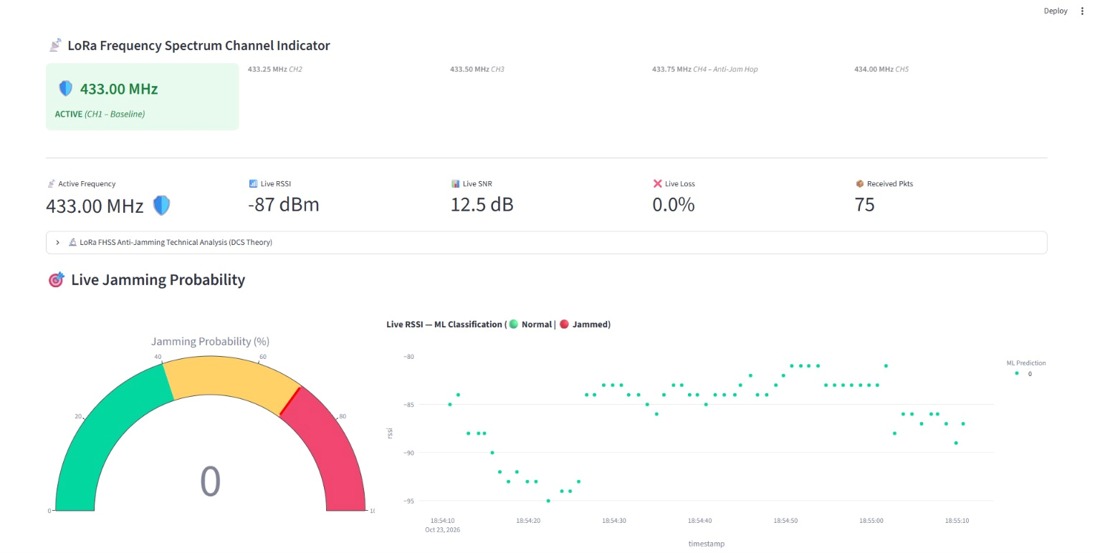 Deploy
LoRa Frequency Spectrum Channel Indicator
433.00 MHz
ACTIVE (CH1 – Baseline)
433.25 MHz CH2
433.50 MHz CH3
433.75 MHz CH4 – Anti-Jam Hop
434.00 MHz CH5
Active Frequency
433.00 MHz
Live RSSI
-87 dBm
Live SNR
12.5 dB
Live Loss
0.0%
Received Pkts
75
LoRa FHSS Anti-Jamming Technical Analysis (DCS Theory)
Live Jamming Probability
Jamming Probability (%)
0
20
40
60
80
0
Live RSSI — ML Classification ( Normal | Jammed)
ML Prediction
0
rssi
−80
−85
−90
−95
18:54:10
Oct 23, 2026
18:54:20
18:54:30
18:54:40
18:54:50
18:55:00
18:55:10
timestamp